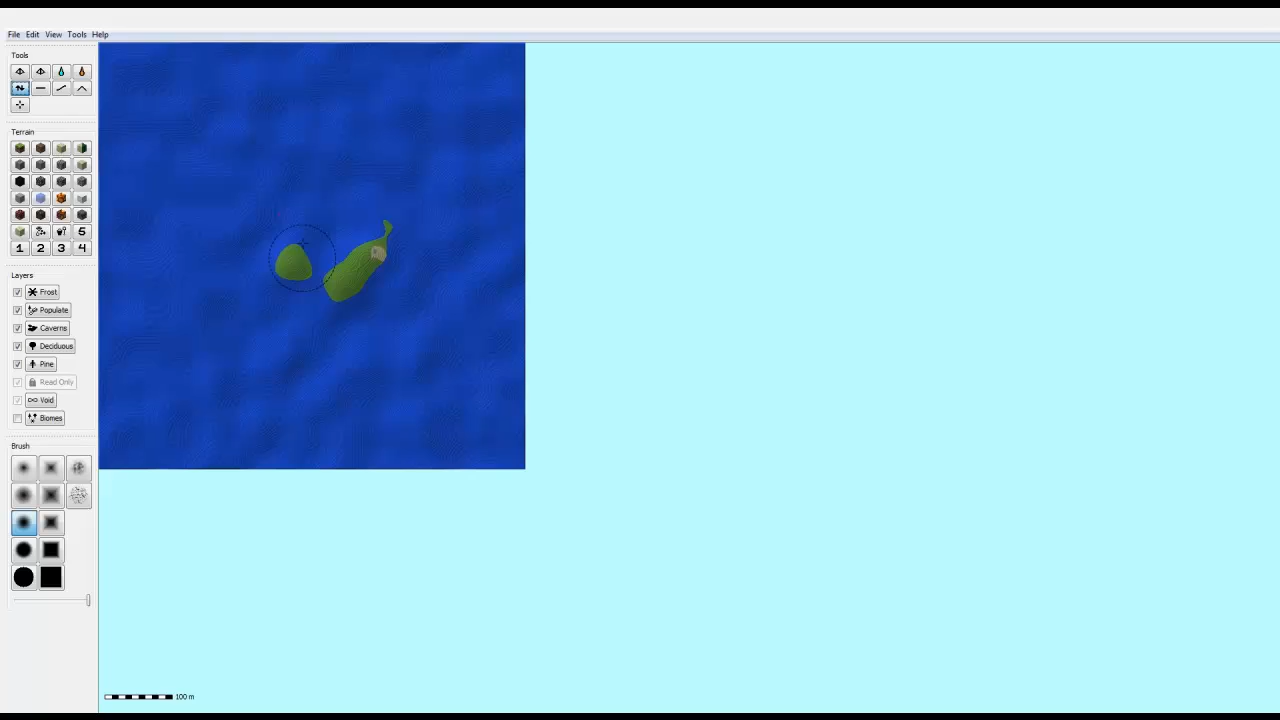 File Edit View Tools Help
Tools
Terrain
5
1 2 3 4
Layers
Frost
Populate
Caverns
Deciduous
Pine
Read Only
Void
Biomes
Brush
100 m